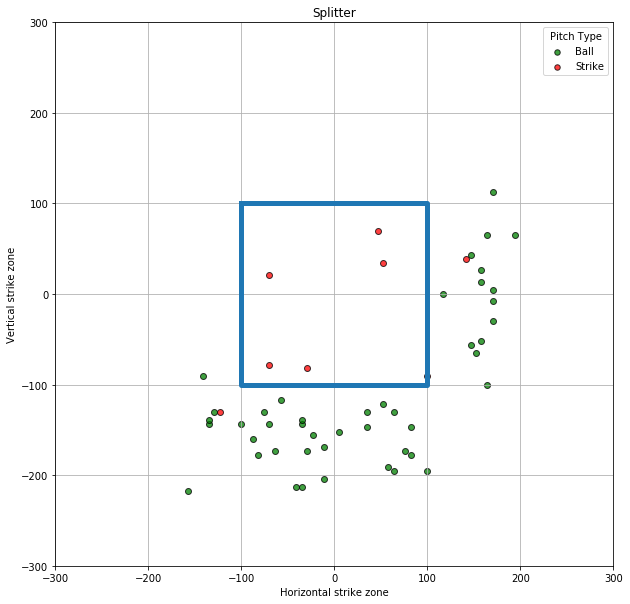 Splitter
Pitch Type
Ball
Strike
300
200
100
0
−100
−200
−300
Vertical strike zone
−300
−200
−100
0
100
200
300
Horizontal strike zone